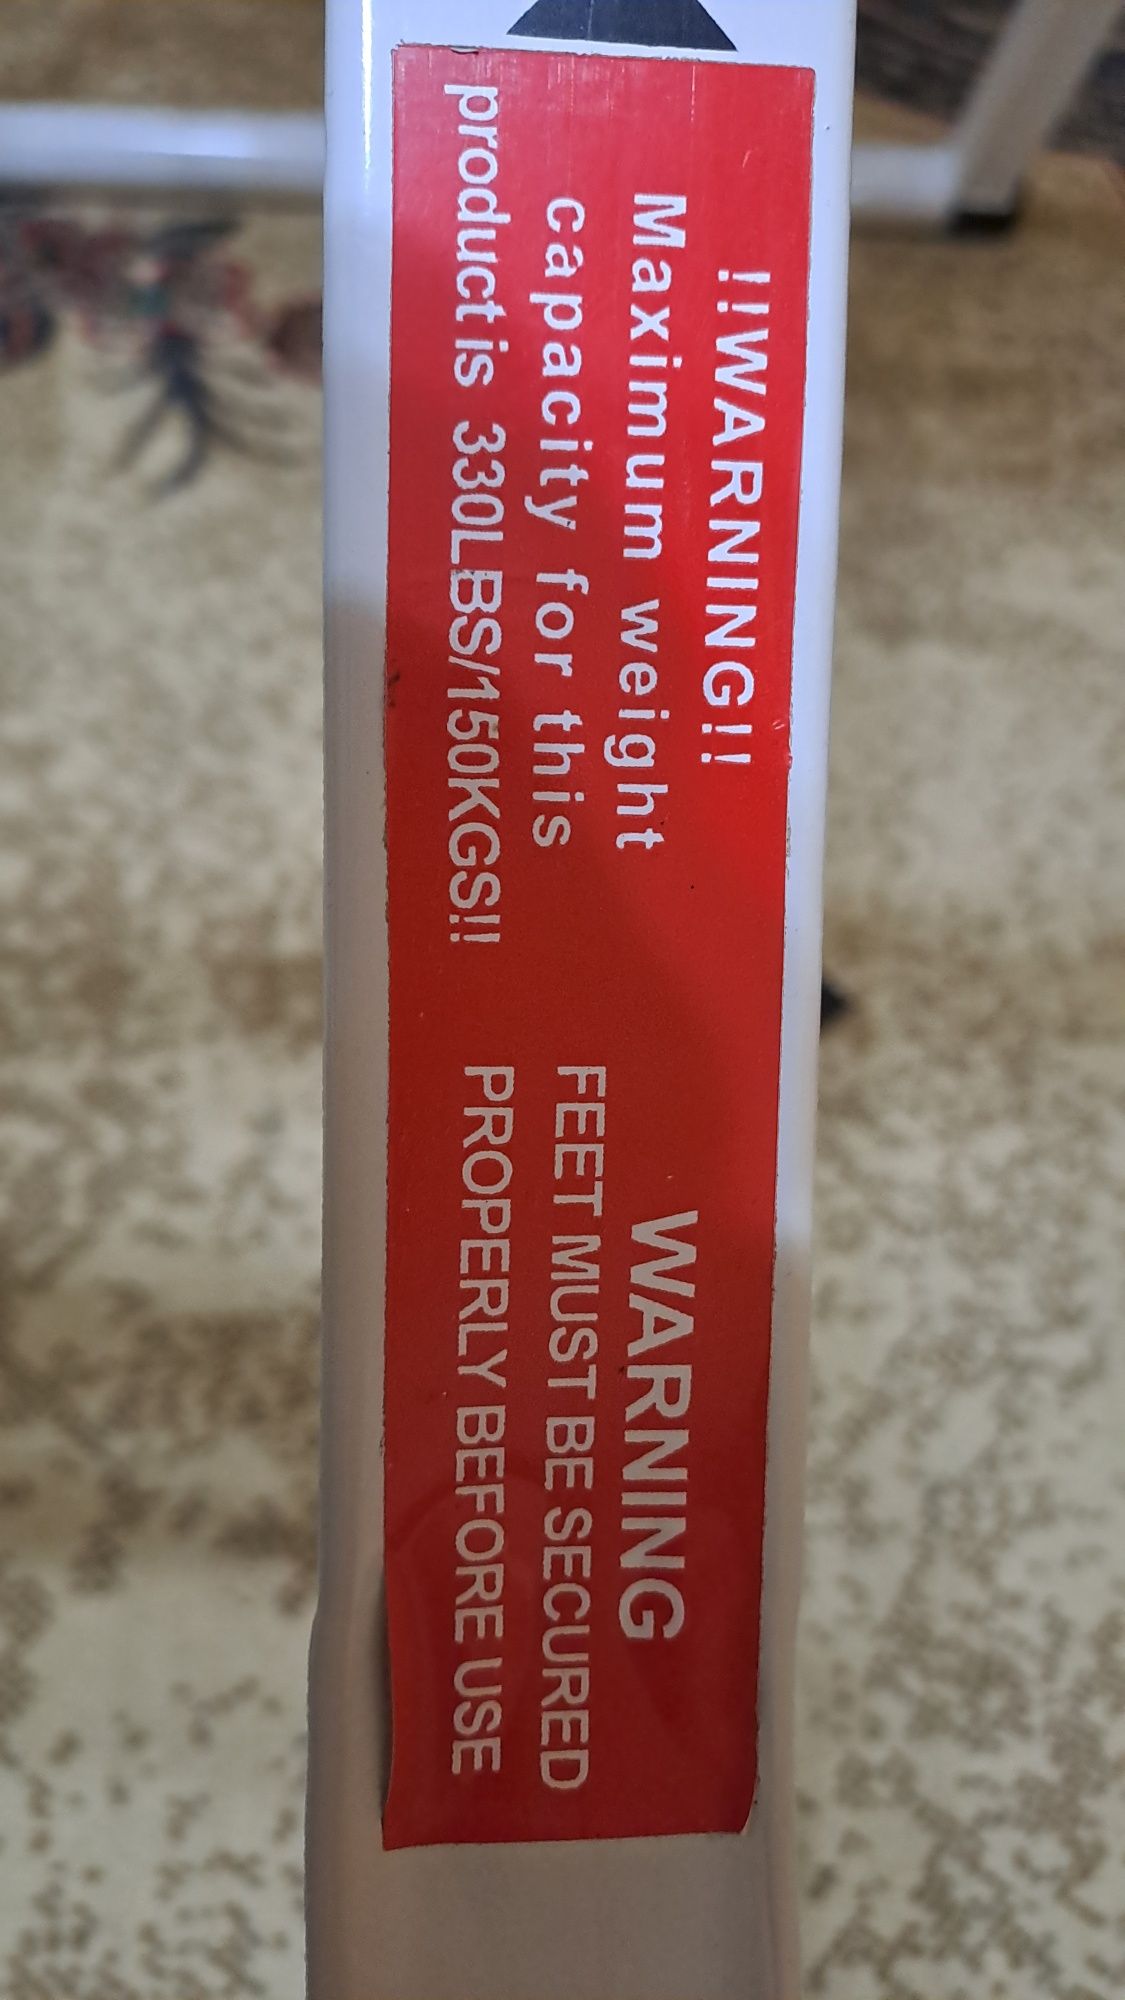 !!WARNING!!
Maximum weight
capacity for this
product is 330LBS/150KGS!!
WARNING
FEET MUST BE SECURED
PROPERLY BEFORE USE